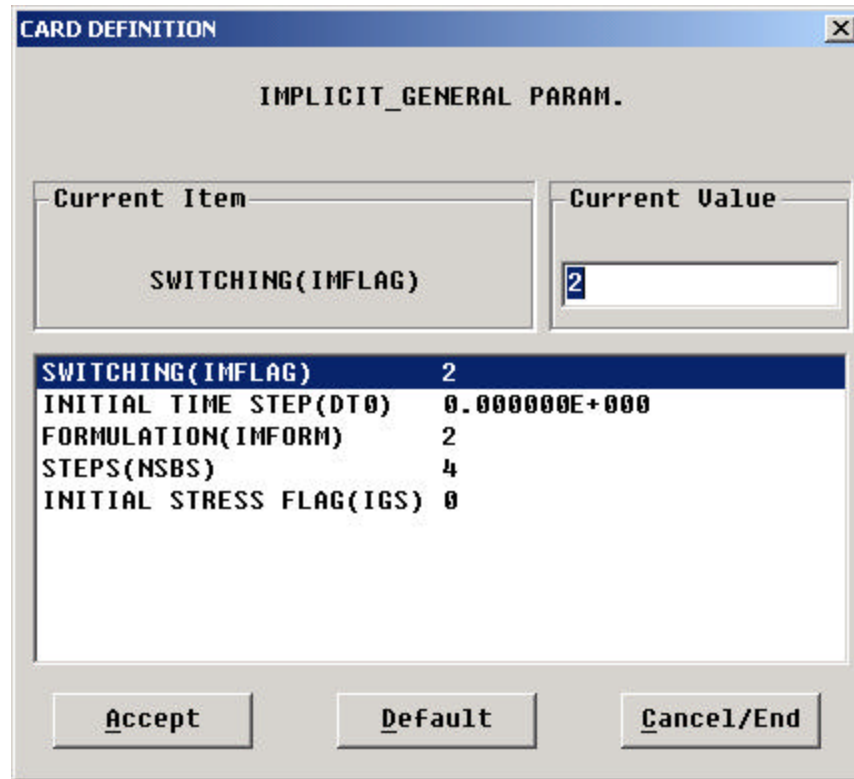 CARD DEFINITION
IMPLICIT_GENERAL PARAM.
Current Item
Current Value
SWITCHING(IMFLAG)
2
SWITCHING(IMFLAG) 2
INITIAL TIME STEP(DT0) 0.000000E+000
FORMULATION(IMFORM) 2
STEPS(NSBS) 4
INITIAL STRESS FLAG(IGS) 0
Accept
Default
Cancel/End